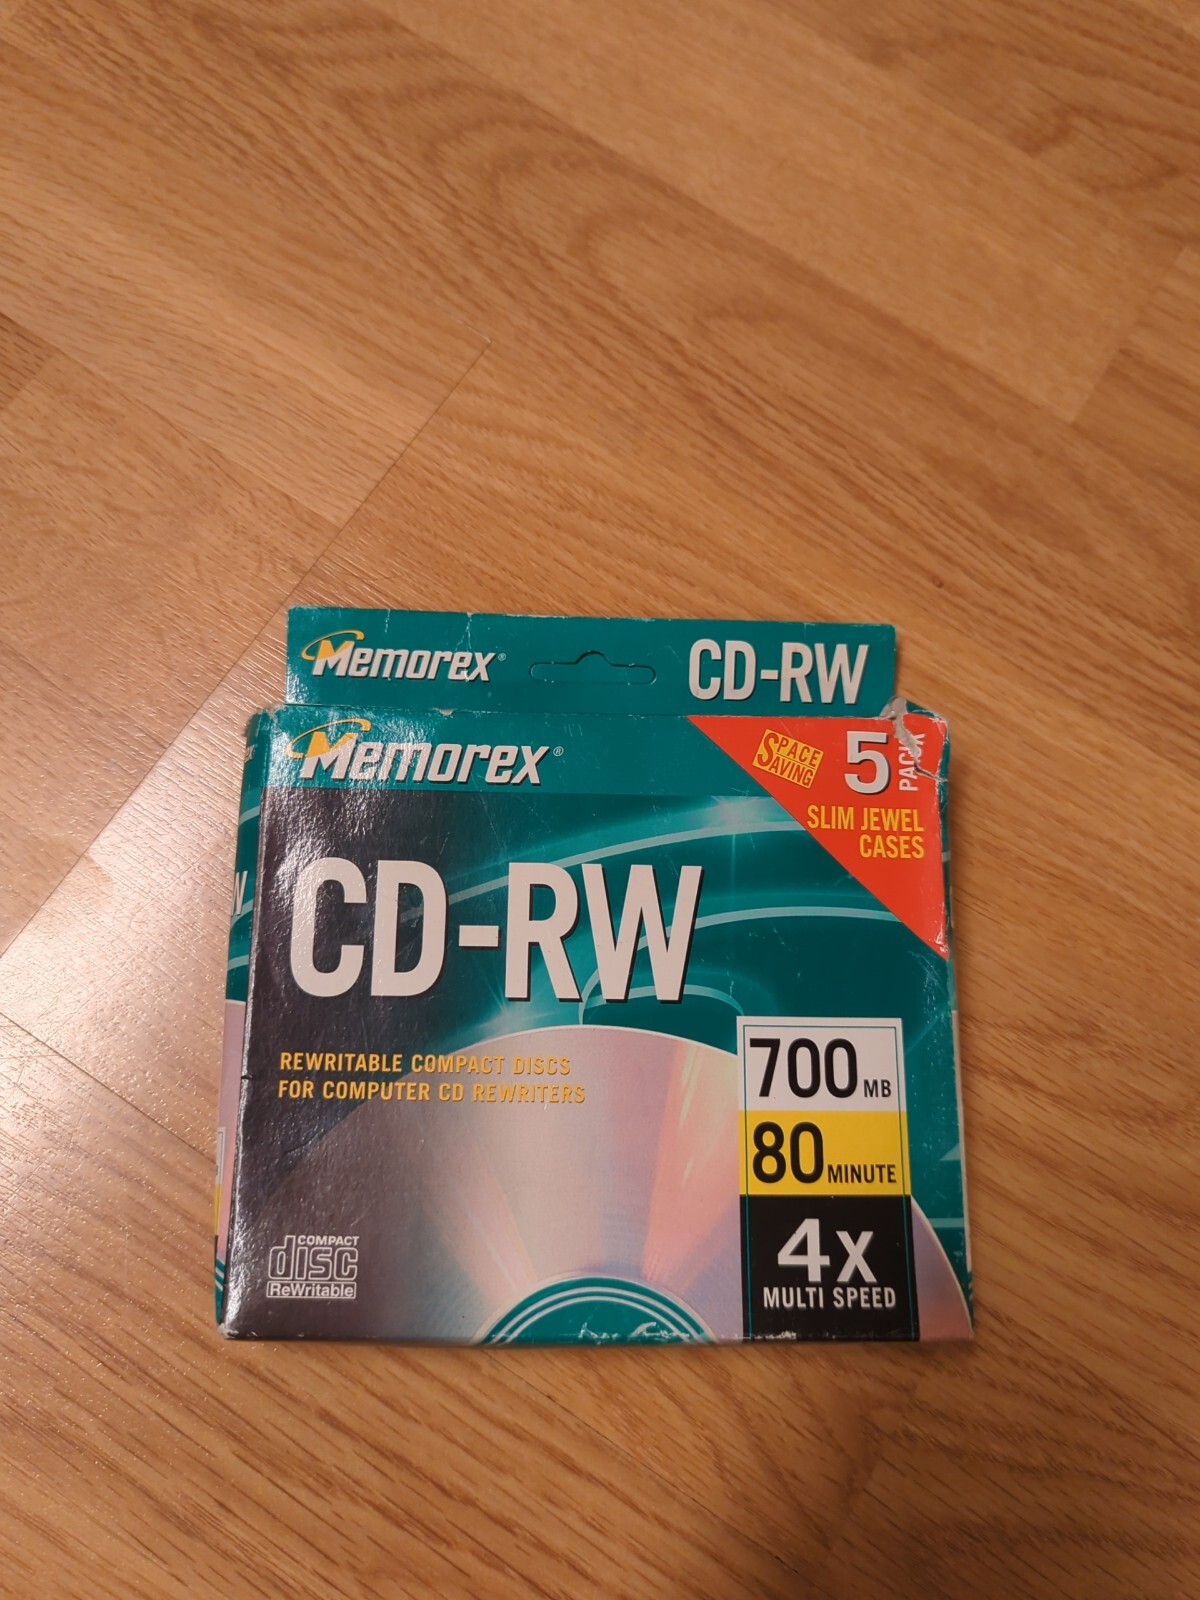 Memorex® CD-RW
Memorex®
SPACE
SAVING
5 PACK
SLIM JEWEL
CASES
CD-RW
REWRITABLE COMPACT DISCS
FOR COMPUTER CD REWRITERS
700 MB
80 MINUTE
4x
MULTI SPEED
COMPACT
disc
ReWritable